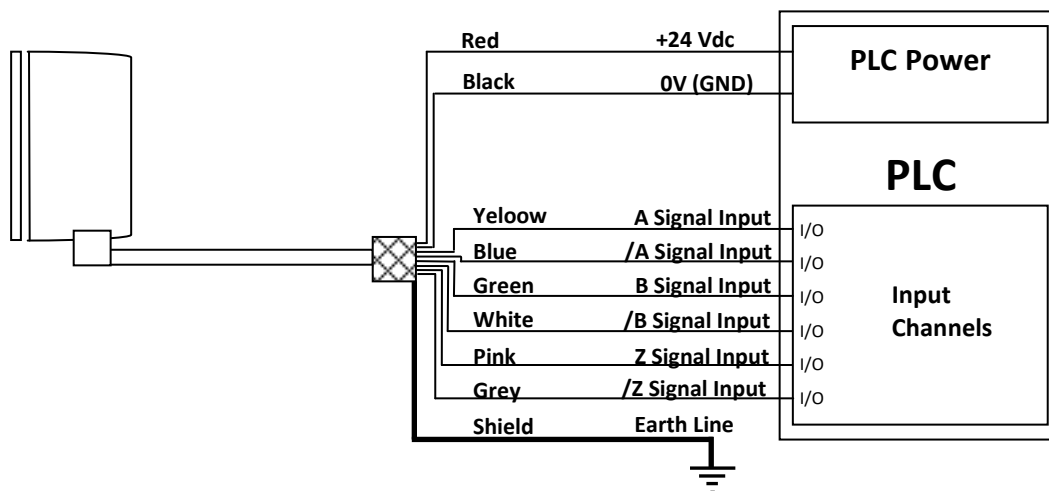 Red +24 Vdc
PLC Power
Black 0V (GND)
PLC
Yeloow A Signal Input I/O
Blue /A Signal Input I/O
Green B Signal Input I/O
Input
Channels
White /B Signal Input I/O
Pink Z Signal Input I/O
Grey /Z Signal Input I/O
Shield Earth Line